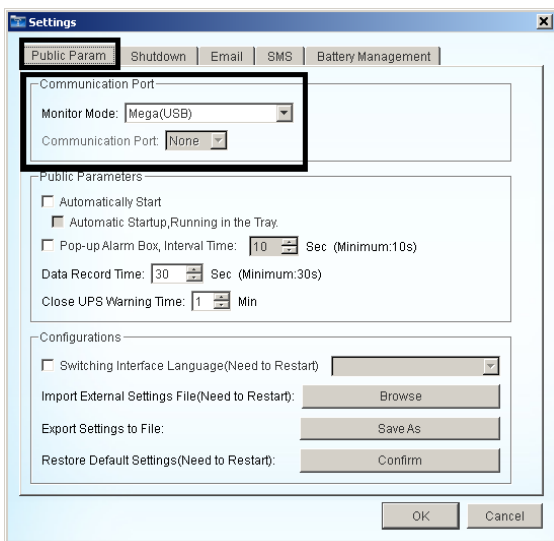 Settings
Public Param Shutdown Email SMS Battery Management
Communication Port
Monitor Mode: Mega(USB)
Communication Port: None
Public Parameters
Automatically Start
Automatic Startup,Running in the Tray.
Pop-up Alarm Box, Interval Time: 10 Sec (Minimum:10s)
Data Record Time: 30 Sec (Minimum:30s)
Close UPS Warning Time: 1 Min
Configurations
Switching Interface Language(Need to Restart)
Import External Settings File(Need to Restart): Browse
Export Settings to File: Save As
Restore Default Settings(Need to Restart): Confirm
OK Cancel